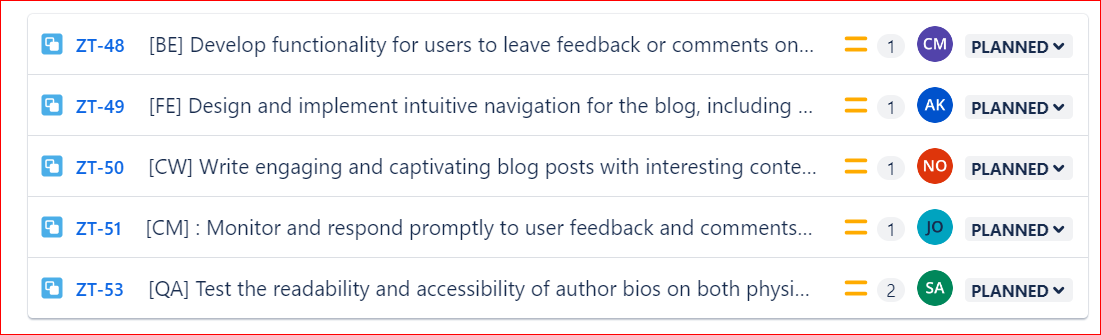 ZT-48 [BE] Develop functionality for users to leave feedback or comments on... 1 CM PLANNED
ZT-49 [FE] Design and implement intuitive navigation for the blog, including ... 1 AK PLANNED
ZT-50 [CW] Write engaging and captivating blog posts with interesting conte... 1 NO PLANNED
ZT-51 [CM] : Monitor and respond promptly to user feedback and comments... 1 JO PLANNED
ZT-53 [QA] Test the readability and accessibility of author bios on both physi... 2 SA PLANNED